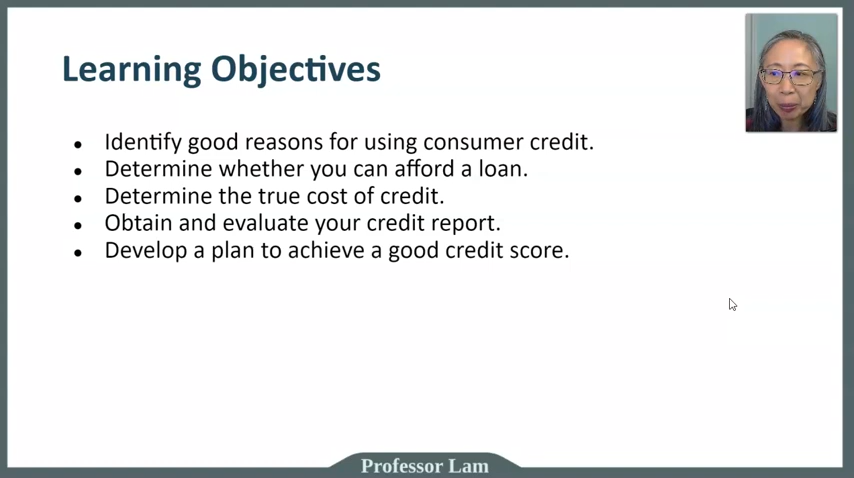 Learning Objectives
Identify good reasons for using consumer credit.
Determine whether you can afford a loan.
Determine the true cost of credit.
Obtain and evaluate your credit report.
Develop a plan to achieve a good credit score.
Professor Lam